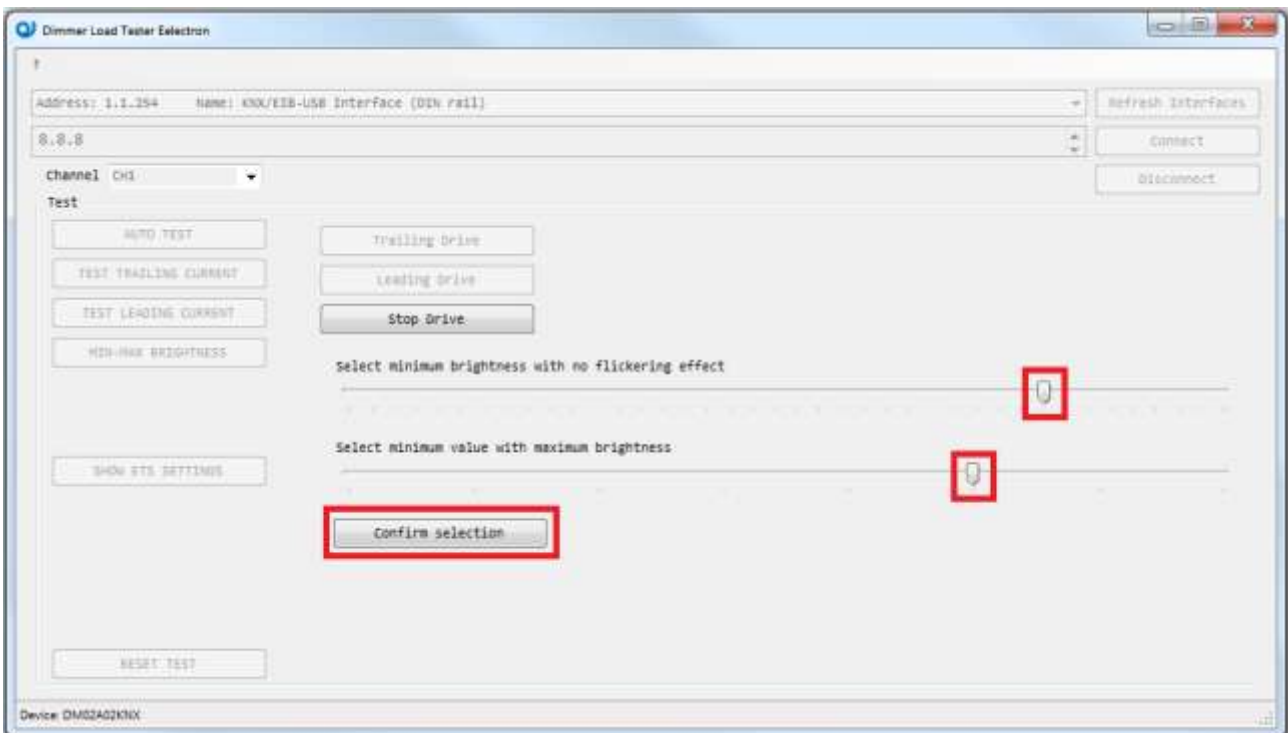 Dimmer Load Tester Eelectron
?
Address: 1.1.254 Name: KNX/EIB-USB Interface (DIN rail)
Refresh Interfaces
8.8.8
Connect
Channel CH1
Disconnect
Test
AUTO TEST
Trailing Drive
TEST TRAILING CURRENT
Leading Drive
TEST LEADING CURRENT
Stop Drive
MIN-MAX BRIGHTNESS
Select minimum brightness with no flickering effect
Select minimum value with maximum brightness
SHOW ETS SETTINGS
Confirm selection
RESET TEST
Device: DM02A02KNX